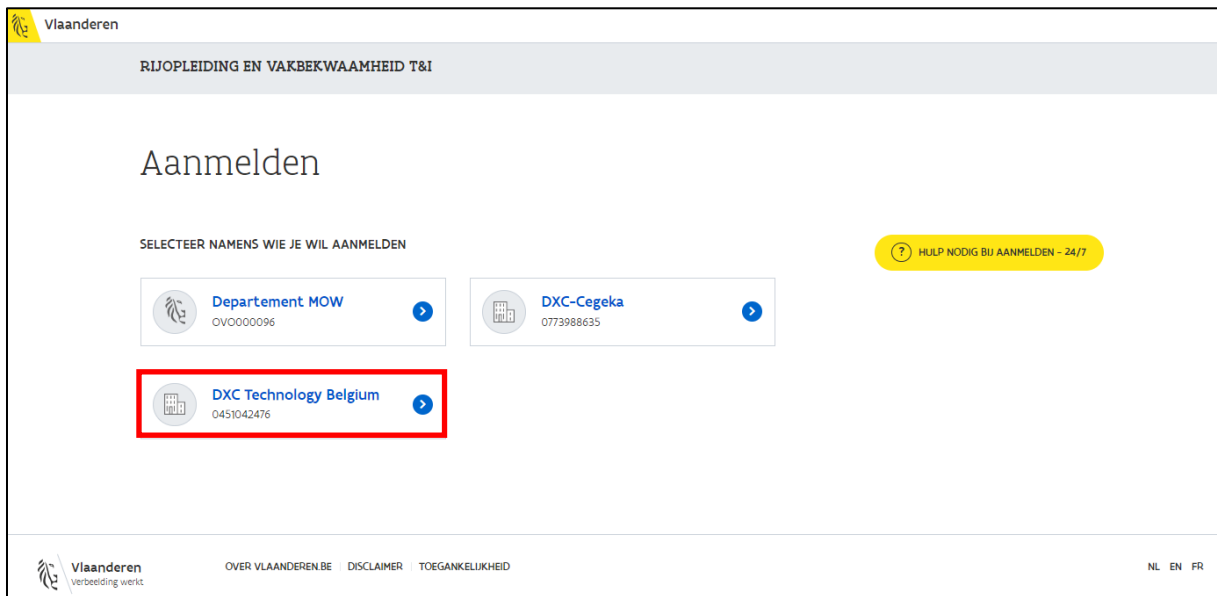 Vlaanderen
RIJOPLEIDING EN VAKBEKWAAMHEID T&I
Aanmelden
SELECTEER NAMENS WIE JE WIL AANMELDEN
? HULP NODIG BIJ AANMELDEN - 24/7
Departement MOW
OVO000096
DXC-Cegeka
0773988635
DXC Technology Belgium
0451042476
Vlaanderen
Verbeelding werkt
OVER VLAANDEREN.BE DISCLAIMER TOEGANKELIJKHEID
NL EN FR